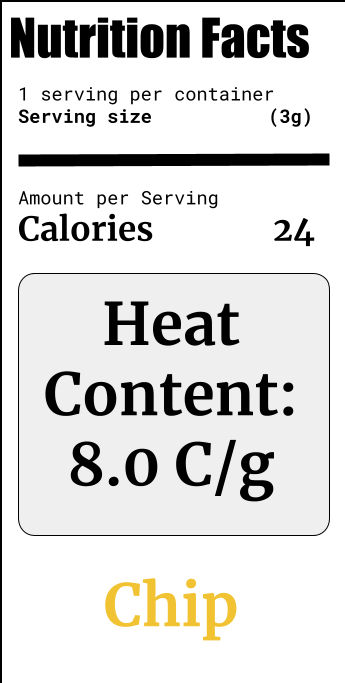 Nutrition Facts
1 serving per container
Serving size (3g)
Amount per Serving
Calories 24
Heat
Content:
8.0 C/g
Chip